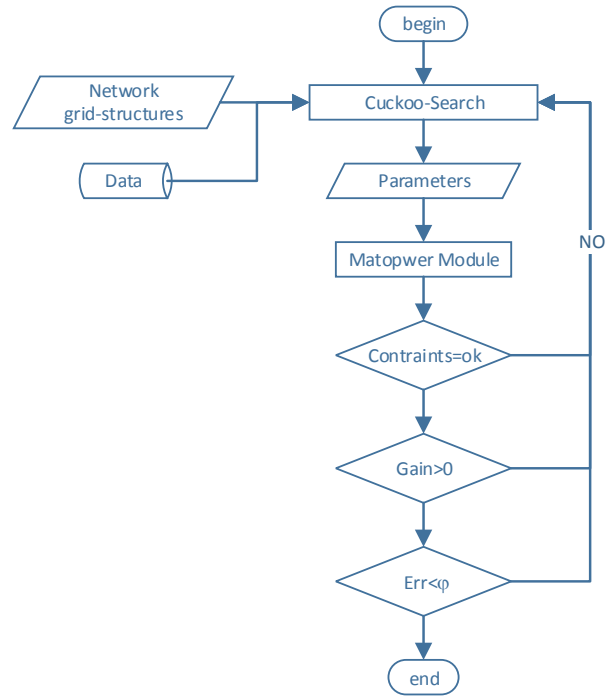 begin
Network
grid-structures
Cuckoo-Search
Data
Parameters
NO
Matopwer Module
Contraints=ok
Gain>0
Err<φ
end